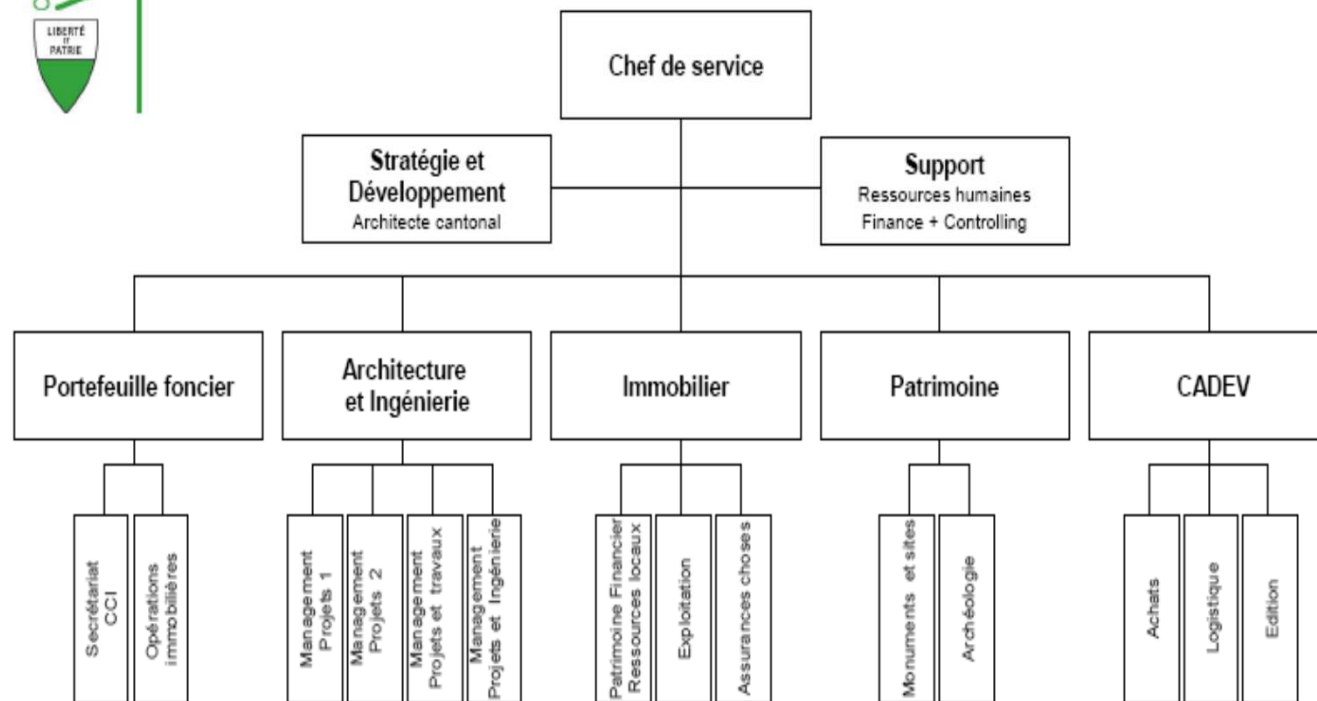 LIBERTÉ
ET
PATRIE
Chef de service
Stratégie et
Développement
Architecte cantonal
Support
Ressources humaines
Finance + Controlling
Portefeuille foncier
Architecture
et Ingénierie
Immobilier
Patrimoine
CADEV
Secrétariat
CCI
Opérations
immobilières
Management
Projets 1
Management
Projets 2
Management
Projets et travaux
Management
Projets et Ingénierie
Patrimoine Financier
Ressources locaux
Exploitation
Assurances choses
Monuments et sites
Archéologie
Achats
Logistique
Edition